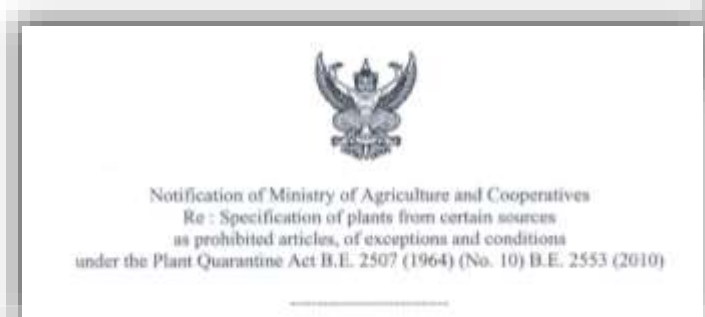 Notification of Ministry of Agriculture and Cooperatives
Re : Specification of plants from certain sources
as prohibited articles, of exceptions and conditions
under the Plant Quarantine Act B.E. 2507 (1964) (No. 10) B.E. 2553 (2010)